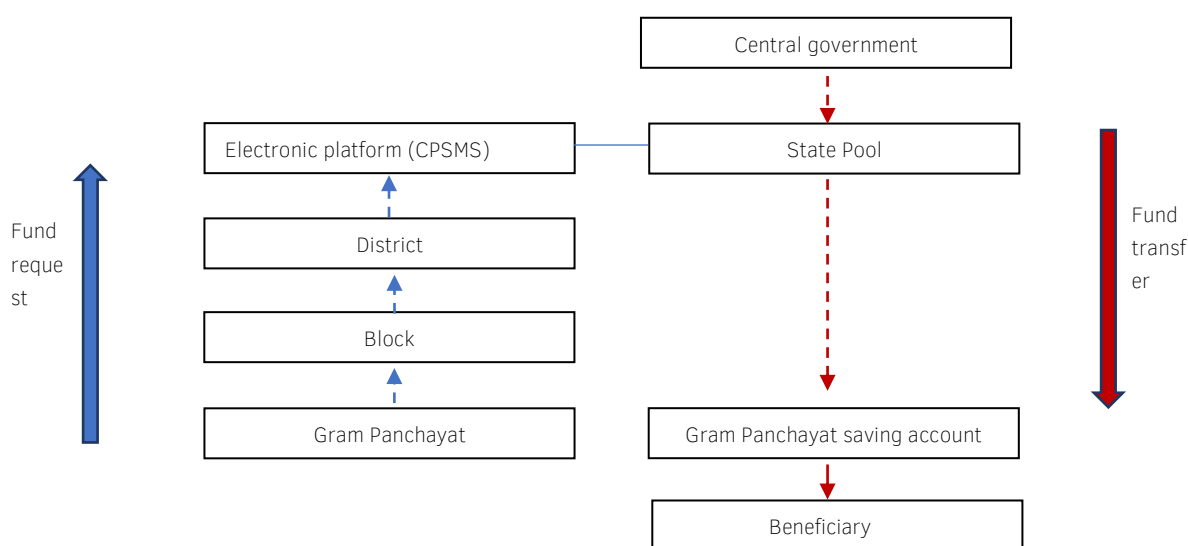 Central government
Electronic platform (CPSMS)
State Pool
Fund
reque
st
District
Fund
transf
er
Block
Gram Panchayat
Gram Panchayat saving account
Beneficiary